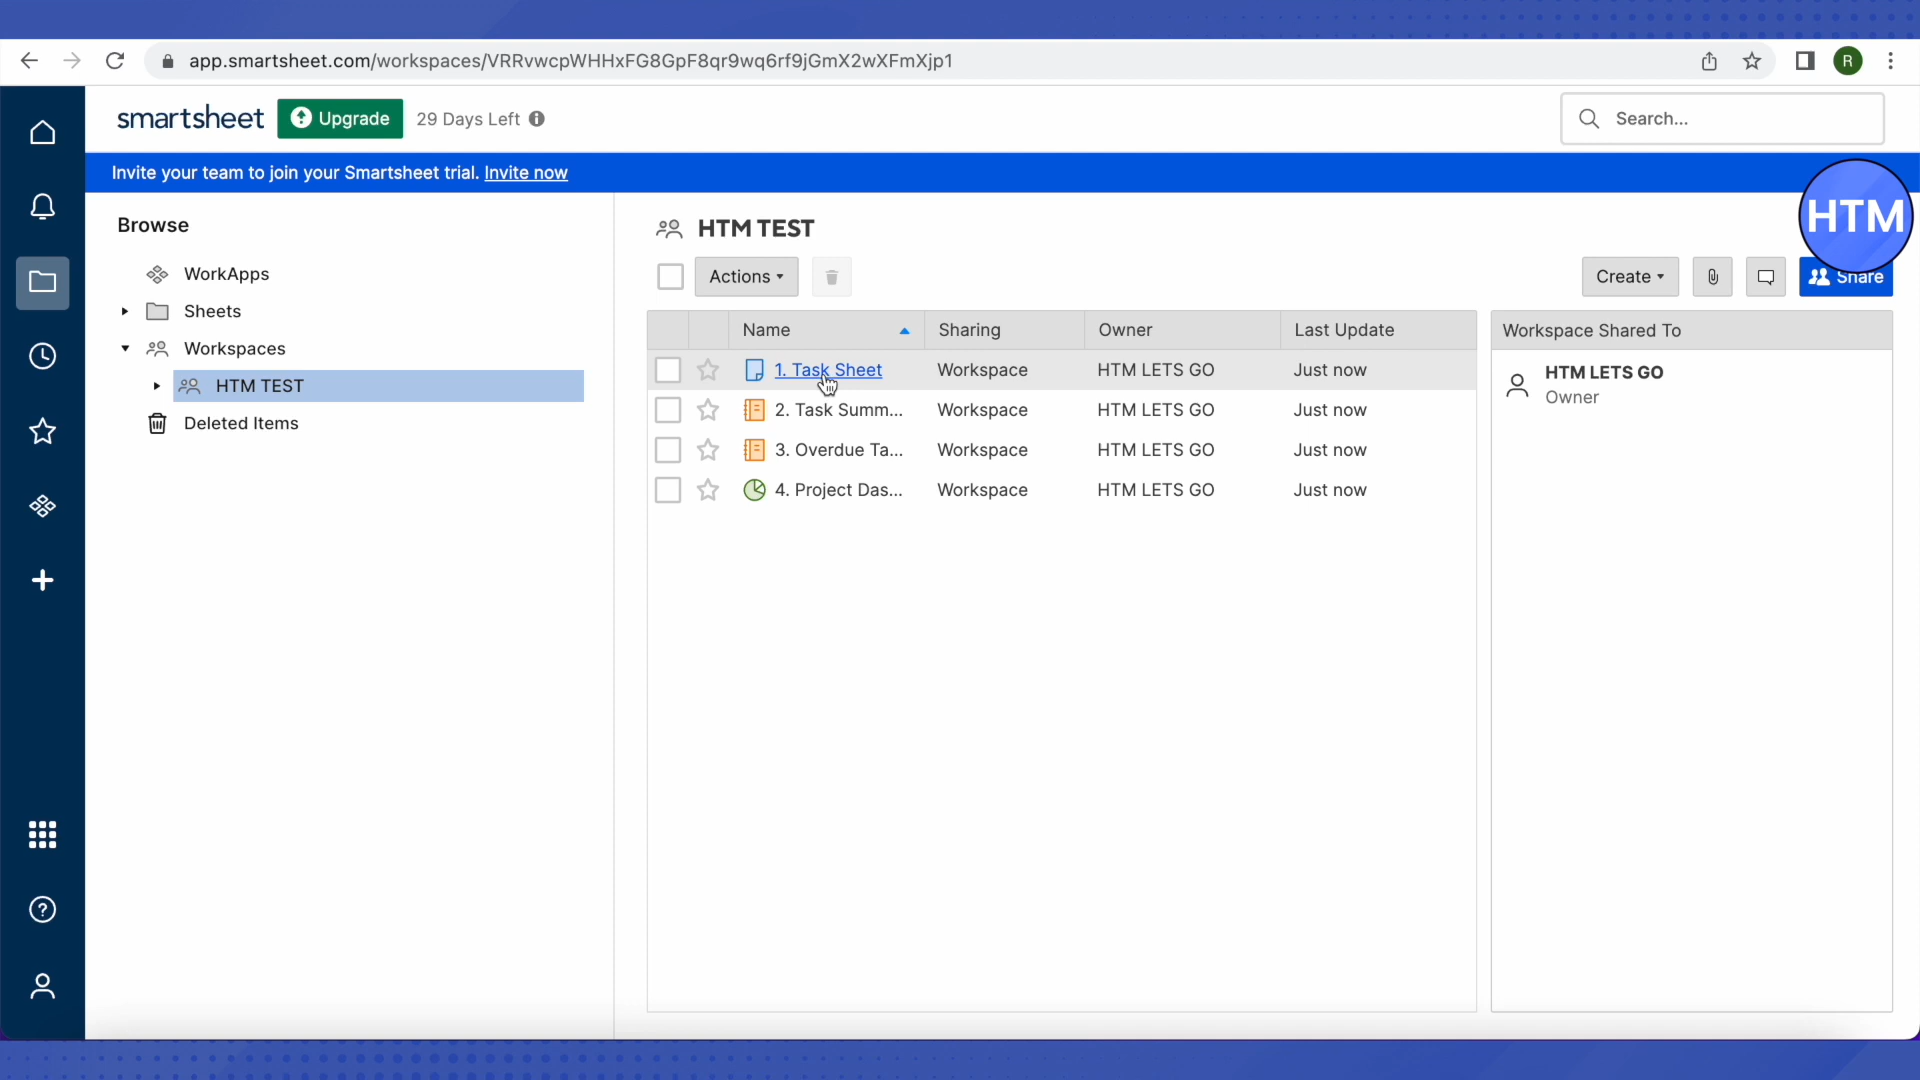 app.smartsheet.com/workspaces/VRRvwcpWHHxFG8GpF8qr9wq6rf9jGmX2wXFmXjp1
R
smartsheet
Upgrade
29 Days Left
Search...
Invite your team to join your Smartsheet trial. Invite now
HTM
Browse
WorkApps
Sheets
Workspaces
HTM TEST
Deleted Items
HTM TEST
Actions
Create
Share
Name Sharing Owner Last Update
1. Task Sheet Workspace HTM LETS GO Just now
2. Task Summ... Workspace HTM LETS GO Just now
3. Overdue Ta... Workspace HTM LETS GO Just now
4. Project Das... Workspace HTM LETS GO Just now
Workspace Shared To
HTM LETS GO
Owner